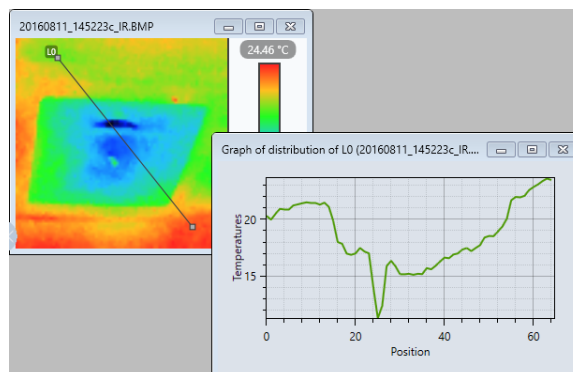 20160811_145223c_IR.BMP
L0
24.46 °C
Graph of distribution of L0 (20160811_145223c_IR....
Temperatures
20
15
0
20
40
60
Position